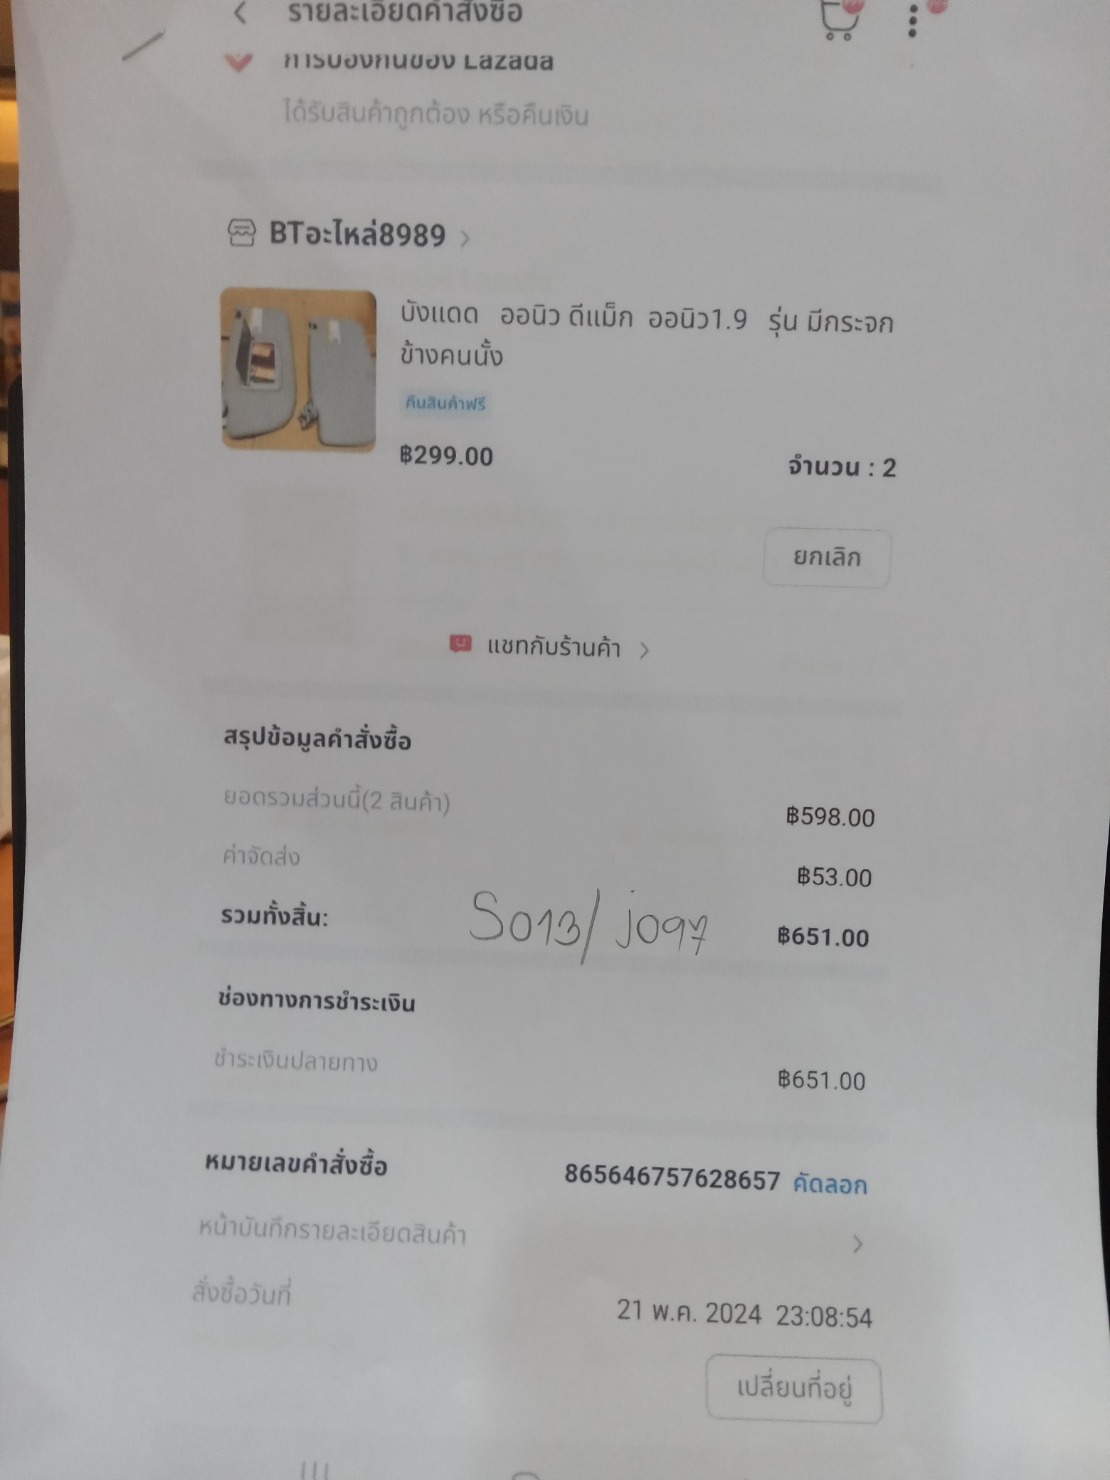 รายละเอียดคำสั่งซื้อ
การป้องกันของ Lazada
ได้รับสินค้าถูกต้อง หรือคืนเงิน
BTอะไหล่8989
บังแดด ออนิว ดีแม็ก ออนิว1.9 รุ่น มีกระจก
ข้างคนนั้ง
คืนสินค้าฟรี
฿299.00 จำนวน : 2
ยกเลิก
แชทกับร้านค้า
สรุปข้อมูลคำสั่งซื้อ
ยอดรวมส่วนนี้(2 สินค้า) ฿598.00
ค่าจัดส่ง ฿53.00
รวมทั้งสิ้น: S013/j097 ฿651.00
ช่องทางการชำระเงิน
ชำระเงินปลายทาง ฿651.00
หมายเลขคำสั่งซื้อ 865646757628657 คัดลอก
หน้าบันทึกรายละเอียดสินค้า
สั่งซื้อวันที่ 21 พ.ค. 2024 23:08:54
เปลี่ยนที่อยู่